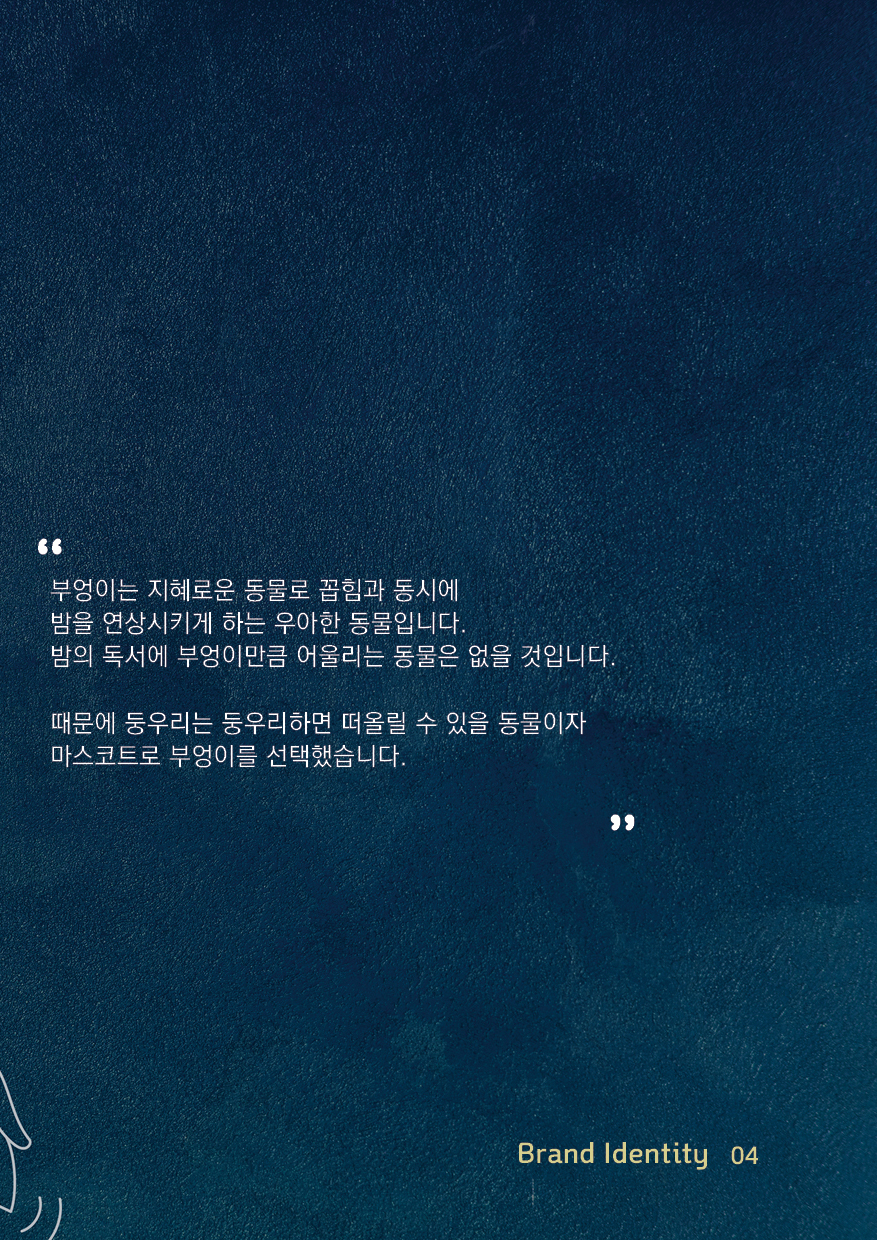 “
부엉이는 지혜로운 동물로 꼽힘과 동시에
밤을 연상시키게 하는 우아한 동물입니다.
밤의 독서에 부엉이만큼 어울리는 동물은 없을 것입니다.
때문에 둥우리는 둥우리하면 떠올릴 수 있을 동물이자
마스코트로 부엉이를 선택했습니다.
”
Brand Identity 04